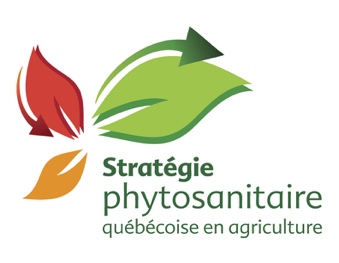 Stratégie
phytosanitaire
québécoise en agriculture